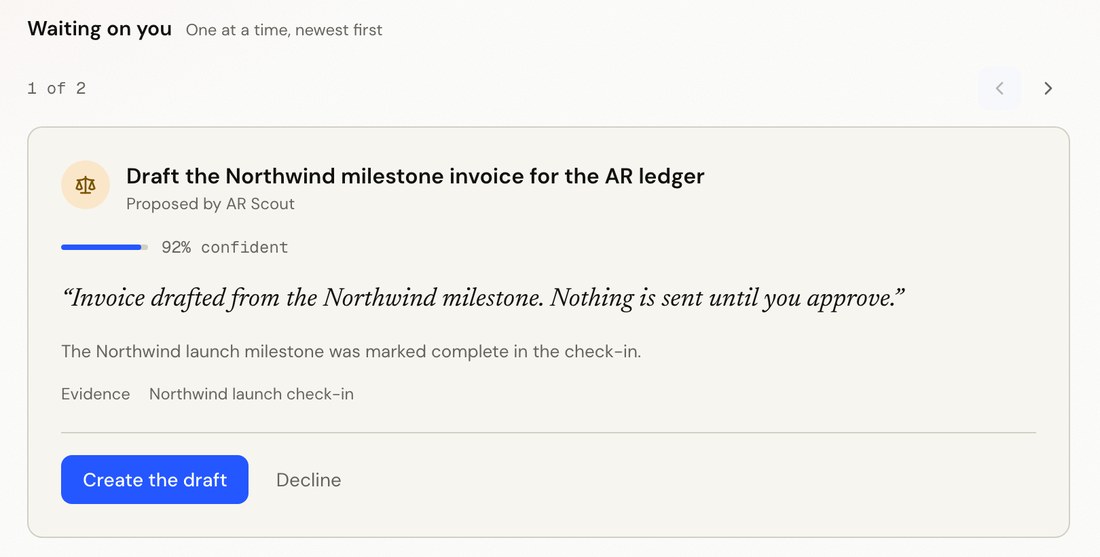 Waiting on you One at a time, newest first
1 of 2
Draft the Northwind milestone invoice for the AR ledger
Proposed by AR Scout
92% confident
“Invoice drafted from the Northwind milestone. Nothing is sent until you approve.”
The Northwind launch milestone was marked complete in the check-in.
Evidence Northwind launch check-in
Create the draft Decline